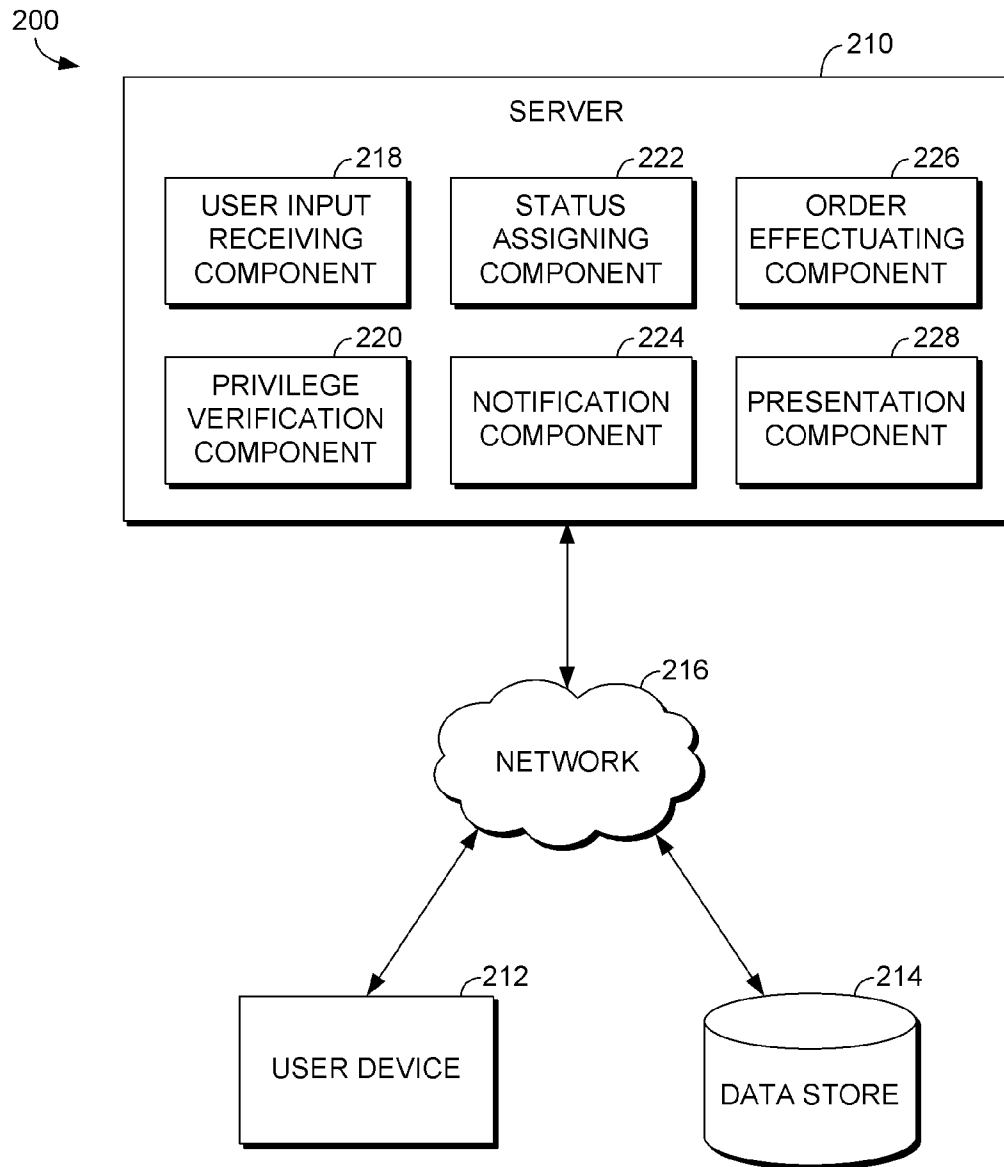 200
210
SERVER
218
USER INPUT
RECEIVING
COMPONENT
222
STATUS
ASSIGNING
COMPONENT
226
ORDER
EFFECTUATING
COMPONENT
220
PRIVILEGE
VERIFICATION
COMPONENT
224
NOTIFICATION
COMPONENT
228
PRESENTATION
COMPONENT
216
NETWORK
212
USER DEVICE
214
DATA STORE